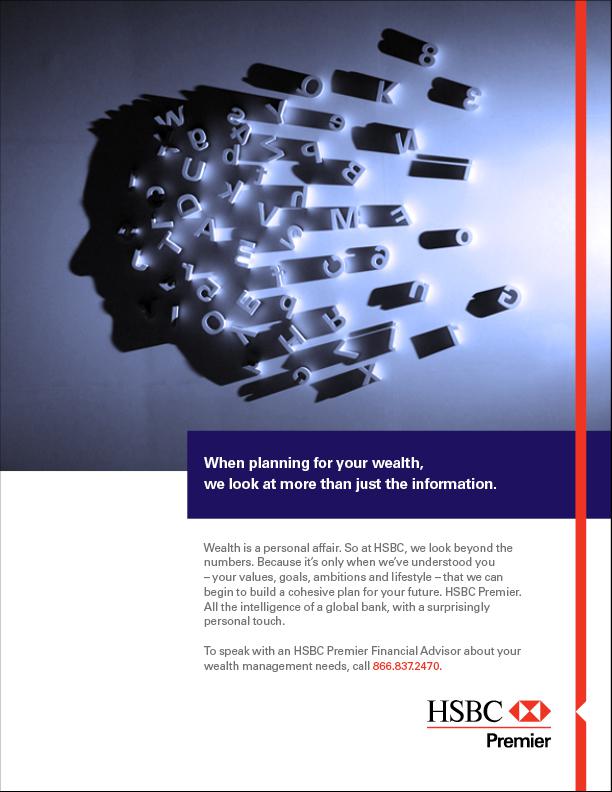 When planning for your wealth,
we look at more than just the information.
Wealth is a personal affair. So at HSBC, we look beyond the
numbers. Because it's only when we've understood you
– your values, goals, ambitions and lifestyle – that we can
begin to build a cohesive plan for your future. HSBC Premier.
All the intelligence of a global bank, with a surprisingly
personal touch.
To speak with an HSBC Premier Financial Advisor about your
wealth management needs, call 866.837.2470.
HSBC
Premier